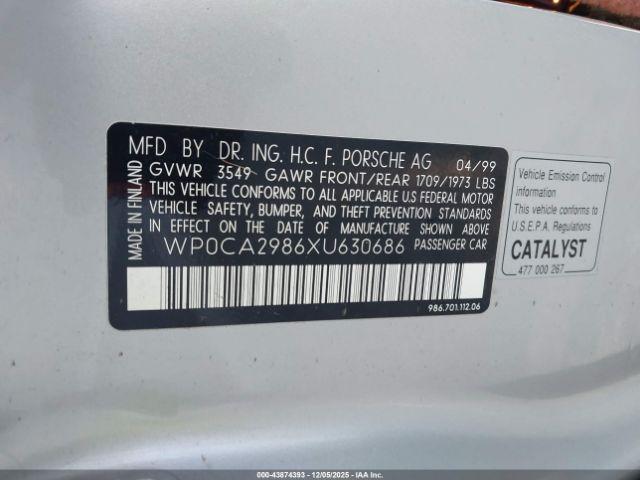 MFD BY DR. ING. H.C. F. PORSCHE AG 04/99
GVWR 3549 GAWR FRONT/REAR 1709/1973 LBS
THIS VEHICLE CONFORMS TO ALL U.S. FEDERAL MOTOR
VEHICLE SAFETY, BUMPER, AND THEFT PREVENTION STANDARDS
IN EFFECT ON THE DATE OF MANUFACTURE SHOWN ABOVE.
WP0CA2986XU630686 PASSENGER CAR
MADE IN FINLAND
986.701.112.06
Vehicle Emission Control
information
This vehicle conforms to
U.S.E.P.A. Regulations
CATALYST
477 000 267
000-43874393 - 12/05/2025 - IAAI.com